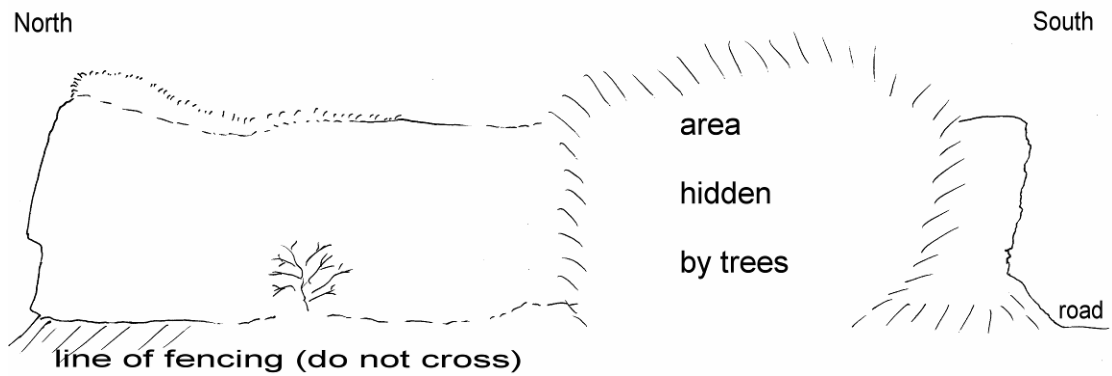 North
South
area
hidden
by trees
road
line of fencing (do not cross)